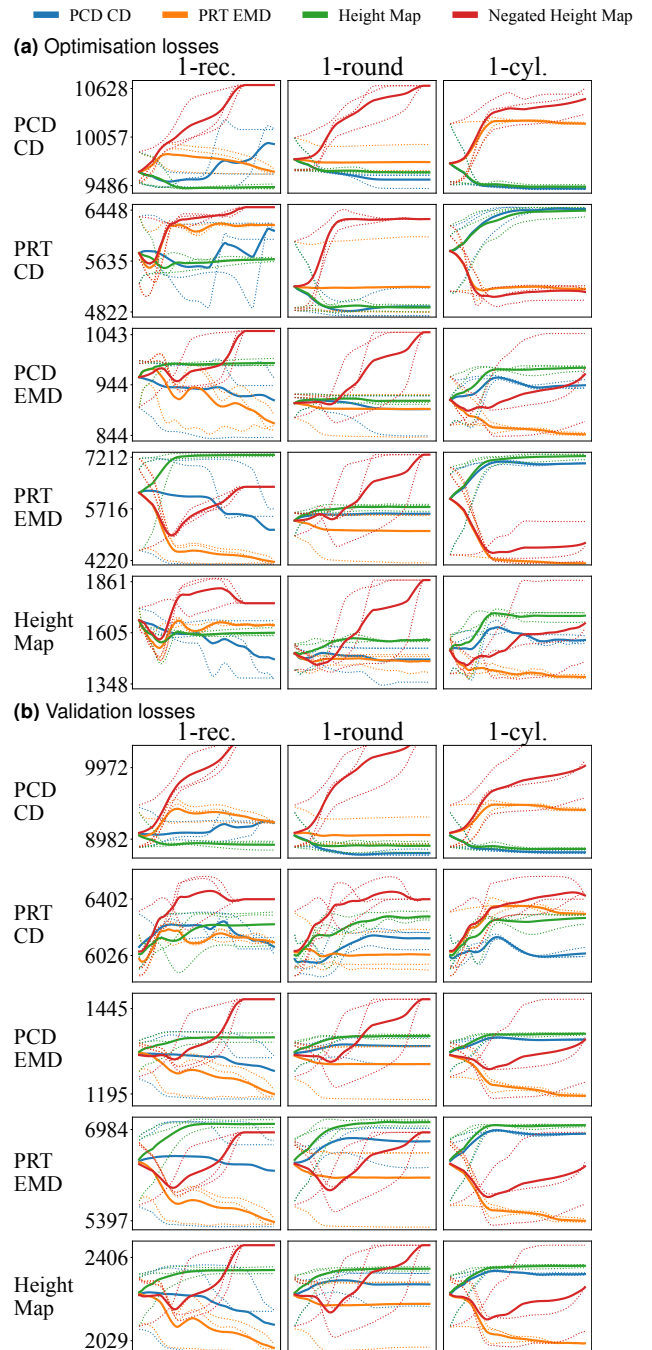 PCD CD PRT EMD Height Map Negated Height Map
(a) Optimisation losses
1-rec. 1-round 1-cyl.
PCD
CD
10628
10057
9486
PRT
CD
6448
5635
4822
PCD
EMD
1043
944
844
PRT
EMD
7212
5716
4220
Height
Map
1861
1605
1348
(b) Validation losses
1-rec. 1-round 1-cyl.
PCD
CD
9972
8982
PRT
CD
6402
6026
PCD
EMD
1445
1195
PRT
EMD
6984
5397
Height
Map
2406
2029